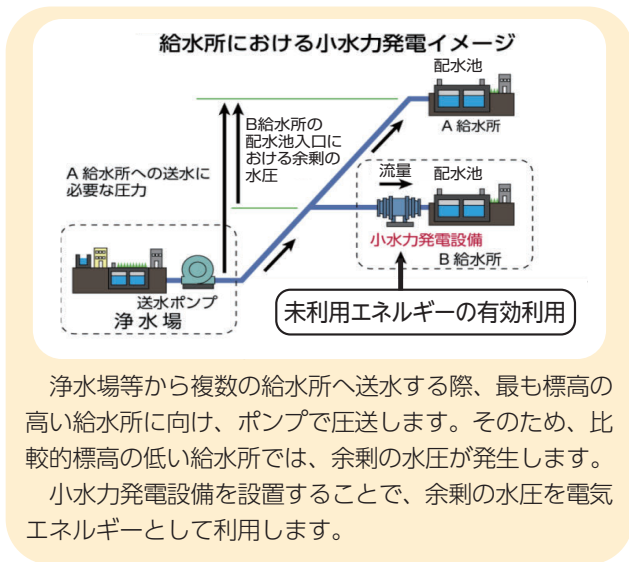 給水所における小水力発電イメージ
配水池
A 給水所
B給水所の
配水池入口に
おける余剰の
水圧
A 給水所への送水に
必要な圧力
流量
配水池
小水力発電設備
B 給水所
送水ポンプ
浄水場
未利用エネルギーの有効利用
浄水場等から複数の給水所へ送水する際、最も標高の
高い給水所に向け、ポンプで圧送します。そのため、比
較的標高の低い給水所では、余剰の水圧が発生します。
小水力発電設備を設置することで、余剰の水圧を電気
エネルギーとして利用します。